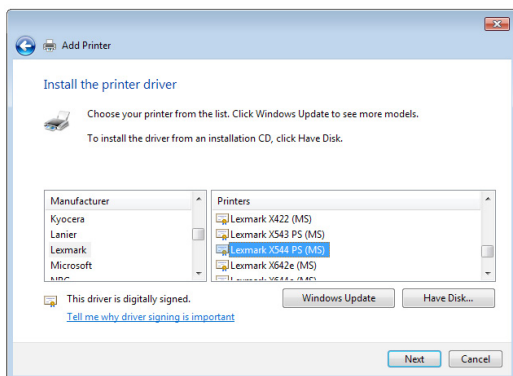 Add Printer
Install the printer driver
Choose your printer from the list. Click Windows Update to see more models.
To install the driver from an installation CD, click Have Disk.
Manufacturer
Kyocera
Lanier
Lexmark
Microsoft
Printers
Lexmark X422 (MS)
Lexmark X543 PS (MS)
Lexmark X544 PS (MS)
Lexmark X642e (MS)
This driver is digitally signed.
Tell me why driver signing is important
Windows Update
Have Disk...
Next
Cancel